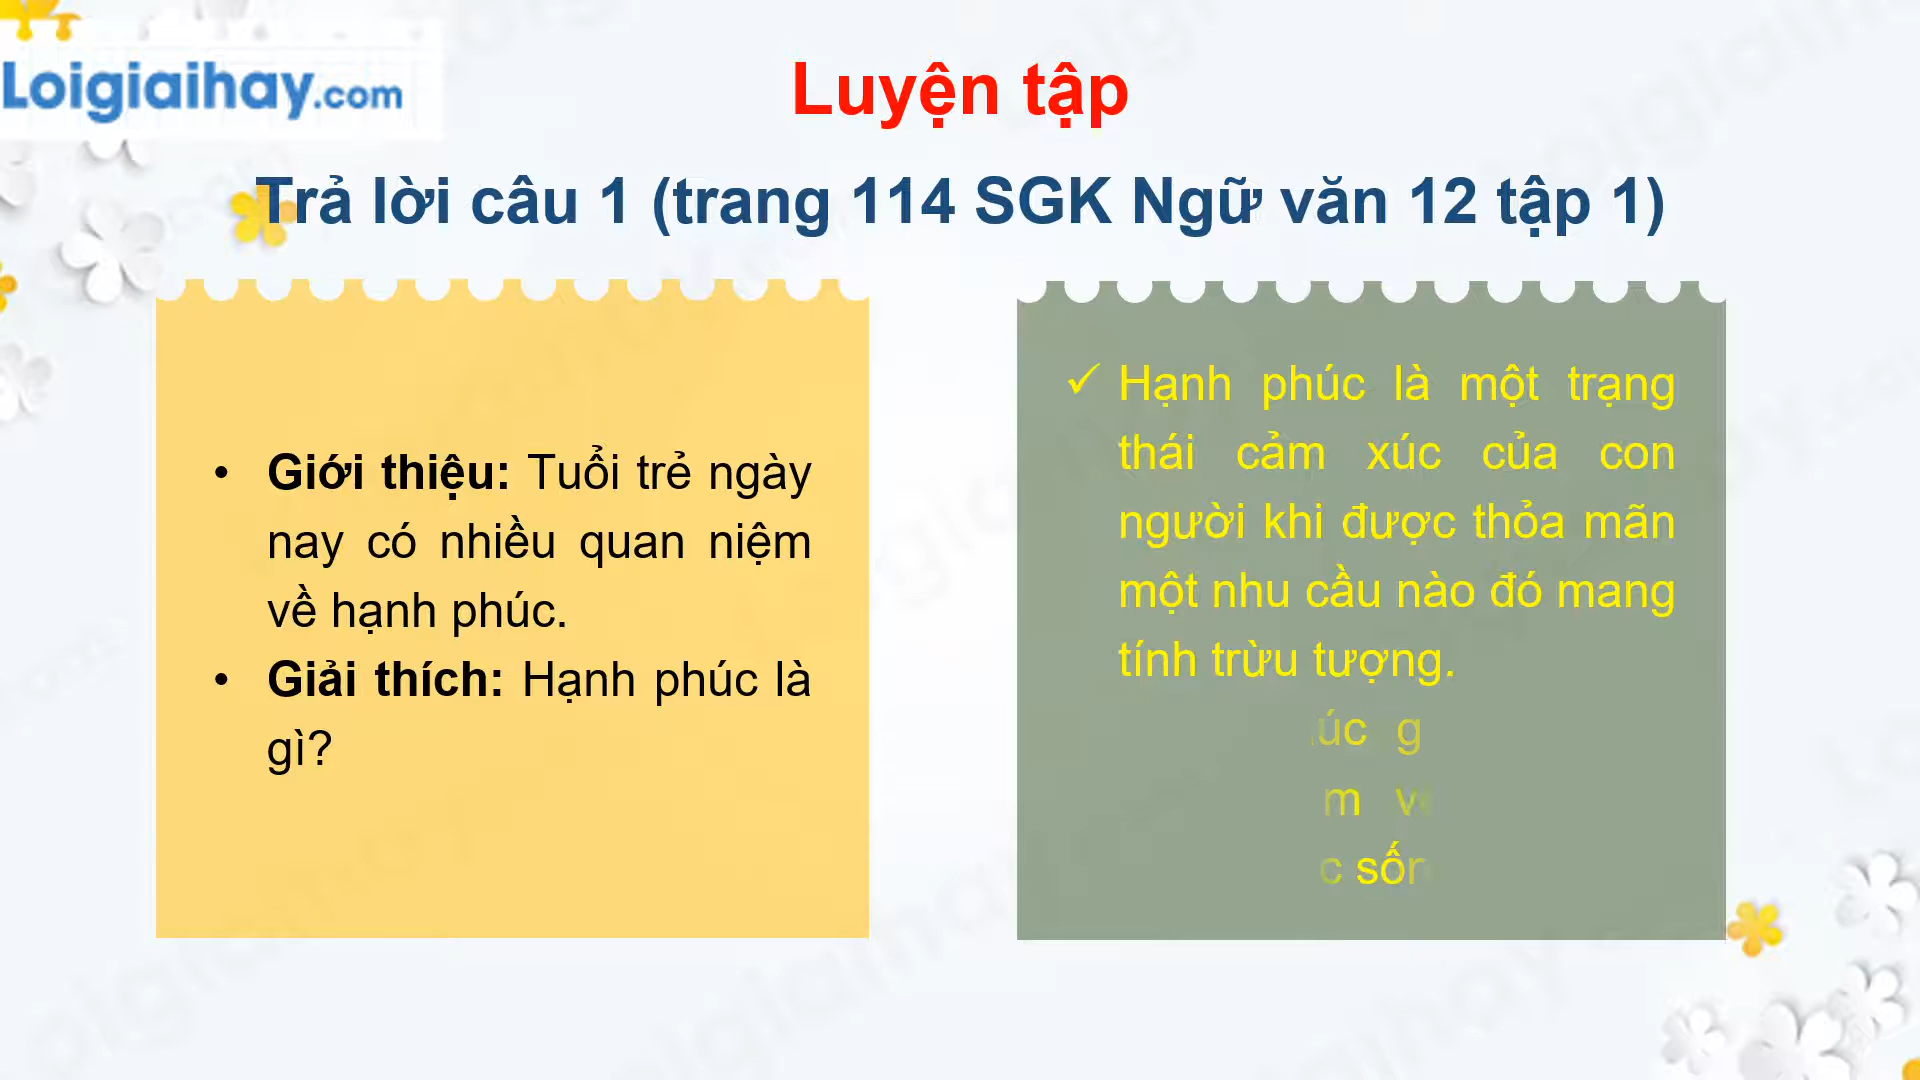 Loigiaihay.com
Luyện tập
Trả lời câu 1 (trang 114 SGK Ngữ văn 12 tập 1)
• Giới thiệu: Tuổi trẻ ngày
nay có nhiều quan niệm
về hạnh phúc.
• Giải thích: Hạnh phúc là
gì?
✓ Hạnh phúc là một trạng
thái cảm xúc của con
người khi được thỏa mãn
một nhu cầu nào đó mang
tính trừu tượng.